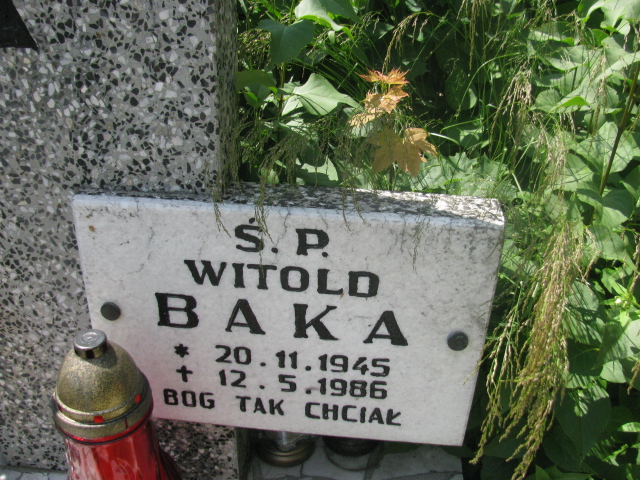 Ś. P.
WITOLD
BAKA
* 20.11.1945
† 12.5.1986
BOG TAK CHCIAŁ